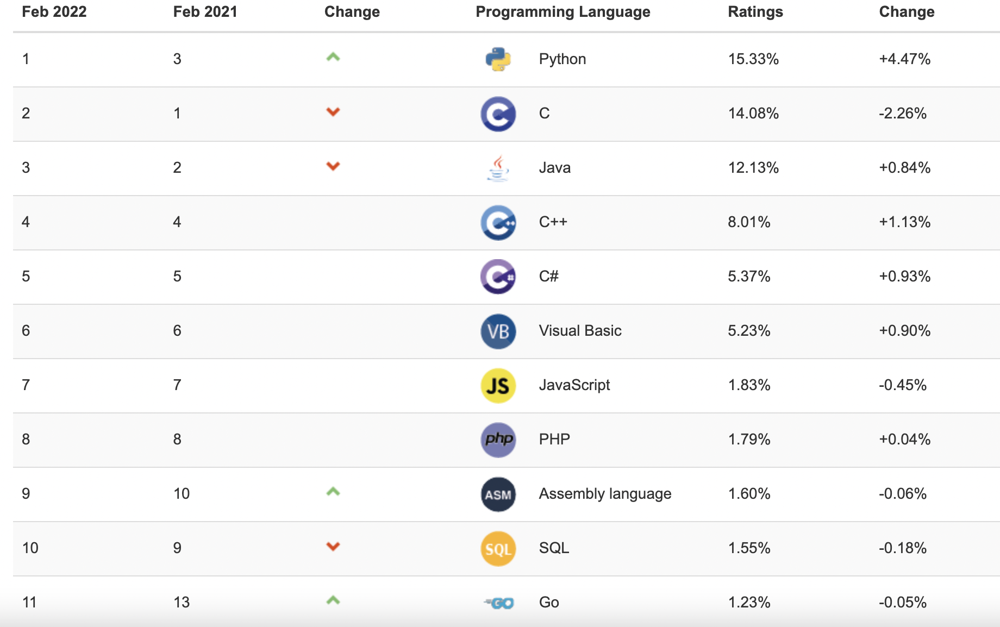 Feb 2022 Feb 2021 Change Programming Language Ratings Change
1 3 Python 15.33% +4.47%
2 1 C C 14.08% -2.26%
3 2 Java 12.13% +0.84%
4 4 C++ C++ 8.01% +1.13%
5 5 C# C# 5.37% +0.93%
6 6 VB Visual Basic 5.23% +0.90%
7 7 JS JavaScript 1.83% -0.45%
8 8 php PHP 1.79% +0.04%
9 10 ASM Assembly language 1.60% -0.06%
10 9 SQL SQL 1.55% -0.18%
11 13 GO Go 1.23% -0.05%